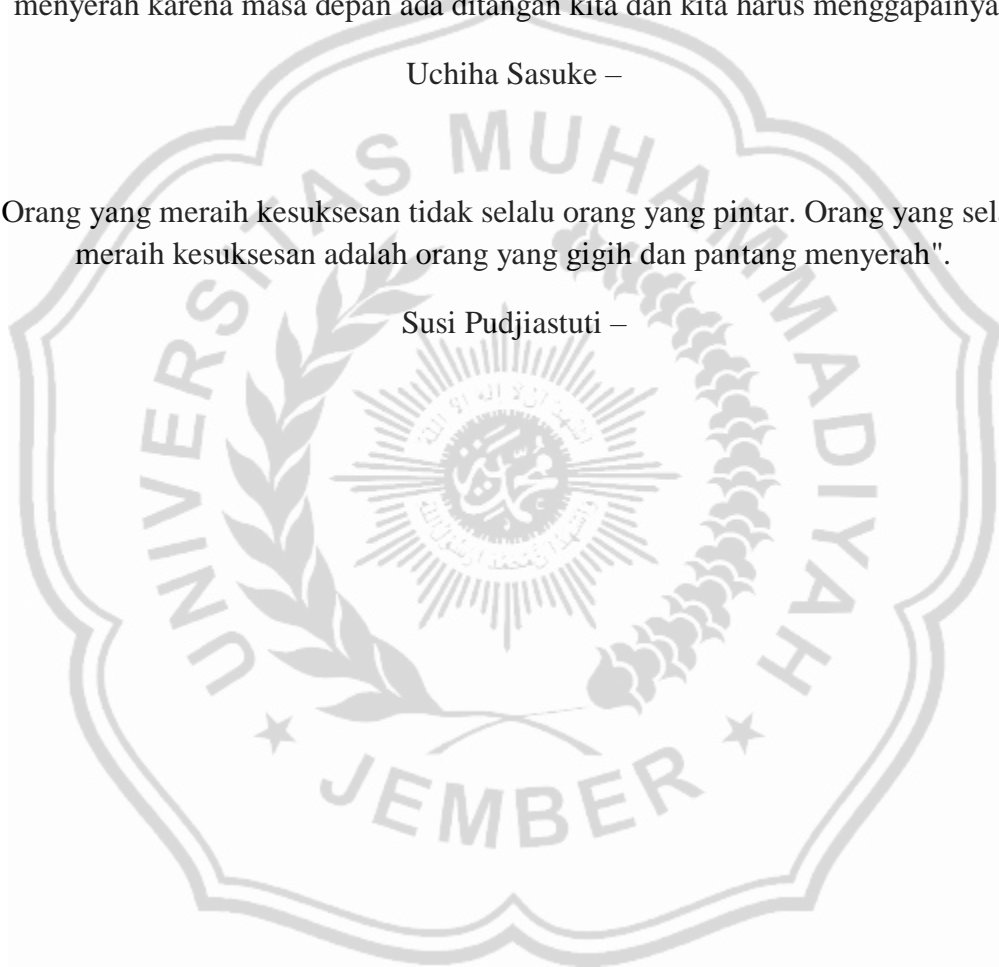 menyerah karena masa depan ada ditangan kita dan kita harus menggapainya
Uchiha Sasuke –
Orang yang meraih kesuksesan tidak selalu orang yang pintar. Orang yang
meraih kesuksesan adalah orang yang gigih dan pantang menyerah".
Susi Pudjiastuti –
UNIVERSITAS MUHAMMADIYAH
JEMBER